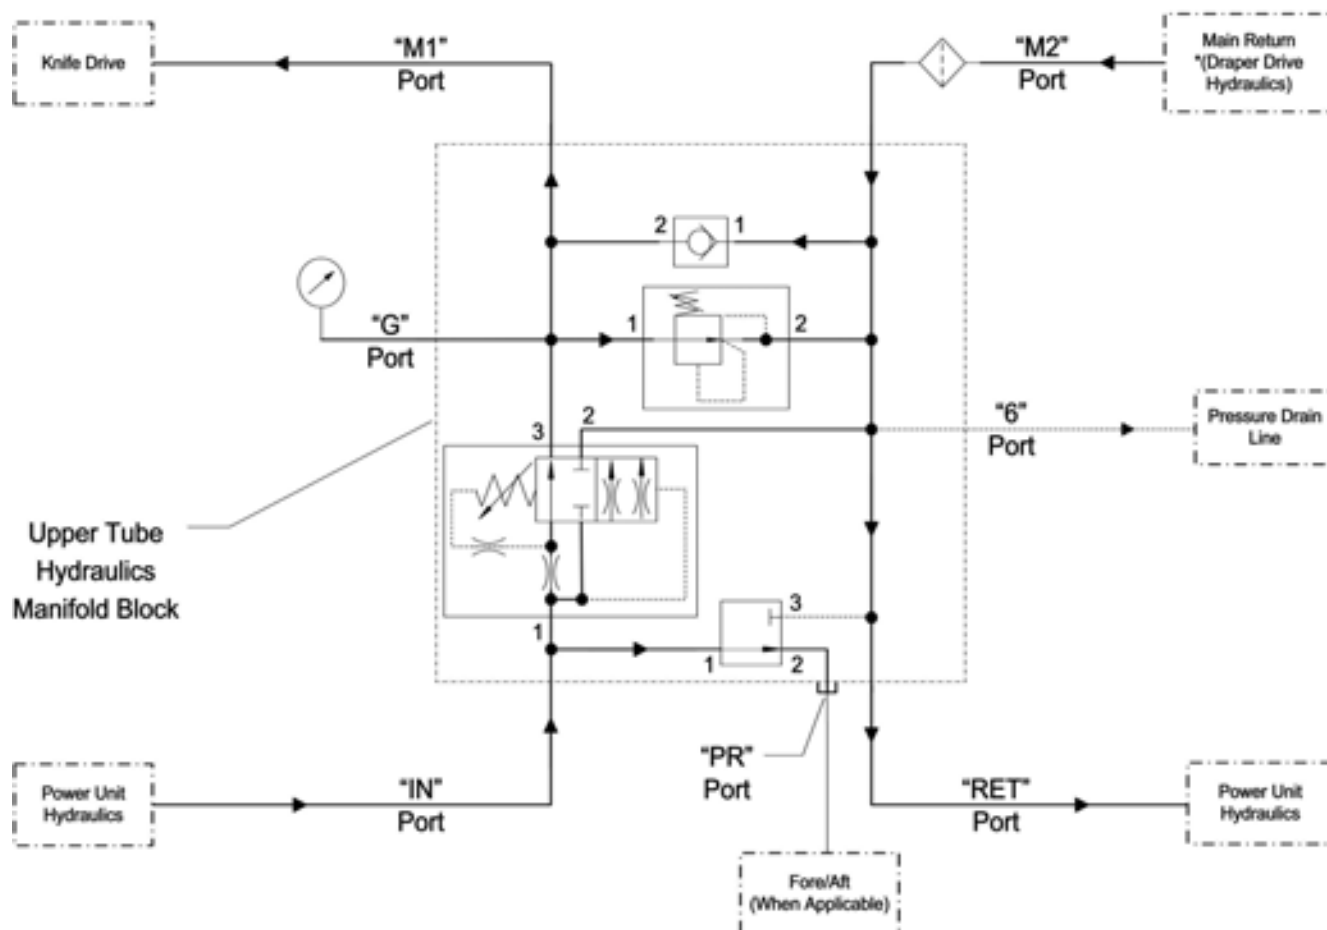 Knife Drive
“M1”
Port
“M2”
Port
Main Return
*(Draper Drive
Hydraulics)
2
1
“G”
Port
1
2
3
2
“6”
Port
Pressure Drain
Line
Upper Tube
Hydraulics
Manifold Block
1
3
1
2
“PR”
Port
Power Unit
Hydraulics
“IN”
Port
“RET”
Port
Power Unit
Hydraulics
Fore/Aft
(When Applicable)